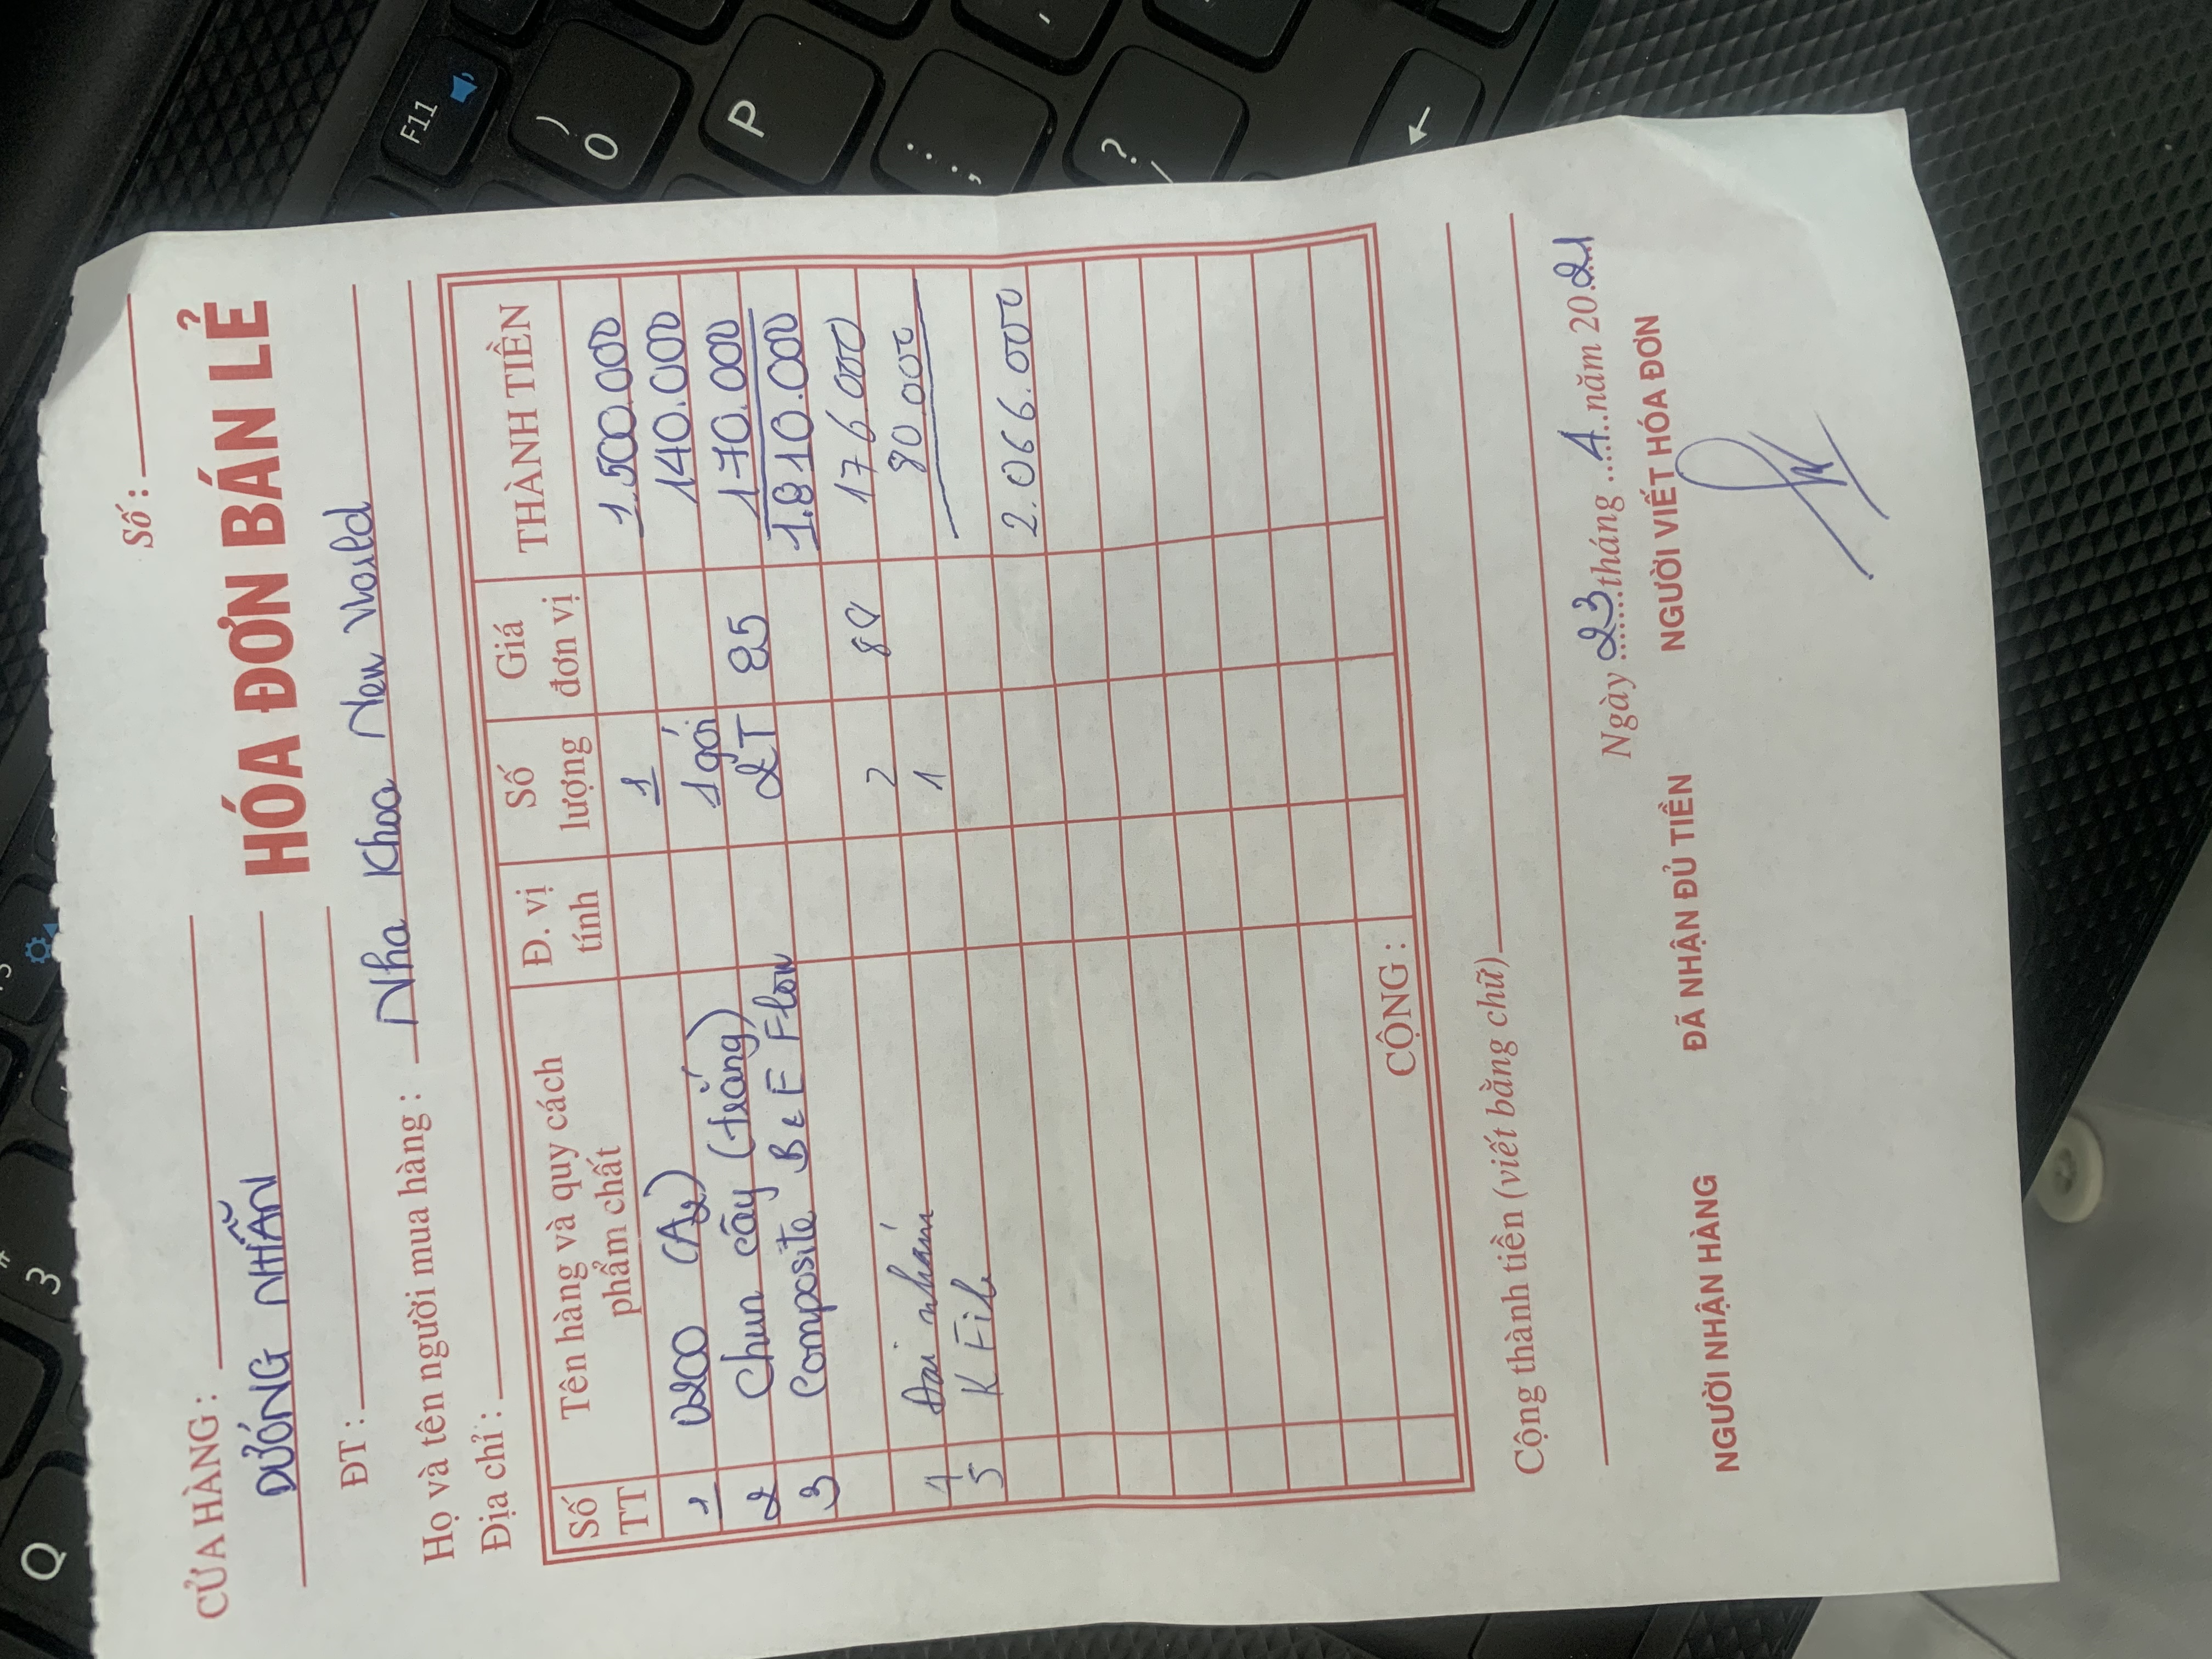 Số :
CỬA HÀNG :
DƯỚNG NHẪN
HÓA ĐƠN BÁN LẺ
ĐT :
Họ và tên người mua hàng : Nha Khoa New World
Địa chỉ :
Số TT Tên hàng và quy cách phẩm chất Đ. vị tính Số lượng Giá đơn vị THÀNH TIỀN
1 (A2) 1 1.500.000
2 Chun cây (trắng) 1 gói 140.000
3 Composite B&E Flow 2T 85 170.000
1.810.000
4 Đai nhám 2 88 176.000
5 K File 1 80.000
2.066.000
CỘNG :
Cộng thành tiền (viết bằng chữ)
Ngày 23 tháng 4 năm 2021
NGƯỜI NHẬN HÀNG ĐÃ NHẬN ĐỦ TIỀN NGƯỜI VIẾT HÓA ĐƠN
Q
3
F11
)
0
P
:
;
?
/